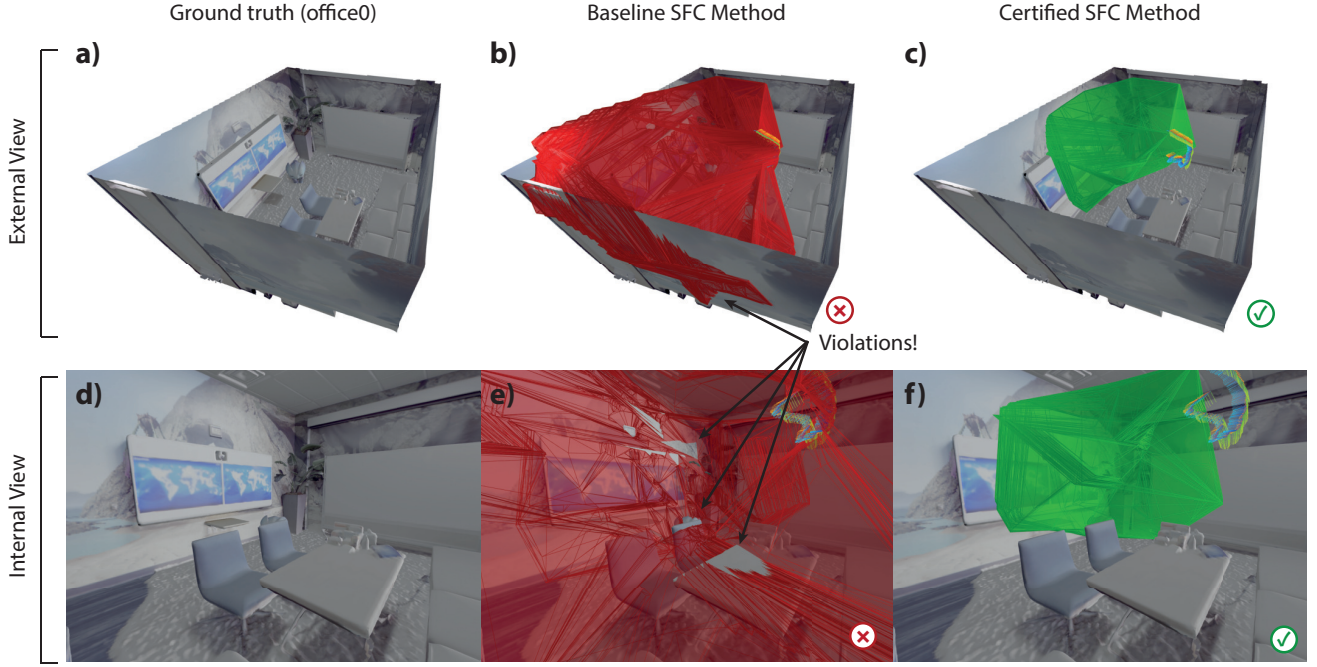 Ground truth (office0)
Baseline SFC Method
Certified SFC Method
External View
a)
b)
c)
Violations!
Internal View
d)
e)
f)